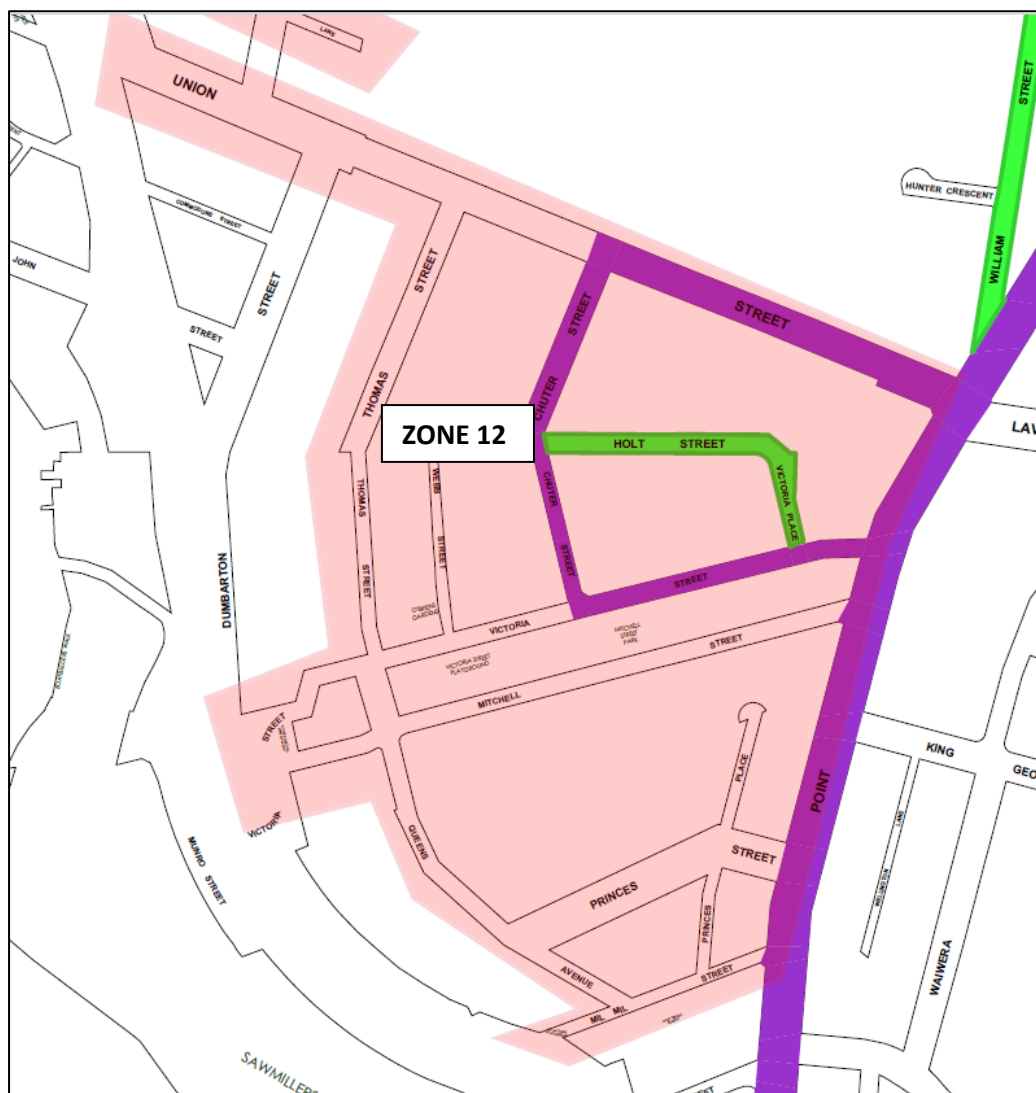 LANE
UNION
STREET
HUNTER CRESCENT
WILLIAM
COMMODORE STREET
JOHN
STREET
STREET
STREET
STREET
STREET
THOMAS
CHUTER
LAV
ZONE 12
HOLT STREET
WEBB
STREET
THOMAS
STREET
CHUTER
STREET
VICTORIA PLACE
DUMBARTON
STREET
VICTORIA
MITCHELL
STREET
PARK
VICTORIA STREET
PLAYGROUND
STREET
MITCHELL
STREET
KING
GEO
PLACE
POINT
VICTORIA
MUNRO STREET
QUEENS
LANE
STREET
PRINCES
PRINCES
AVENUE
STREET
MIL MIL
WAIWERA
SAWMILLERS